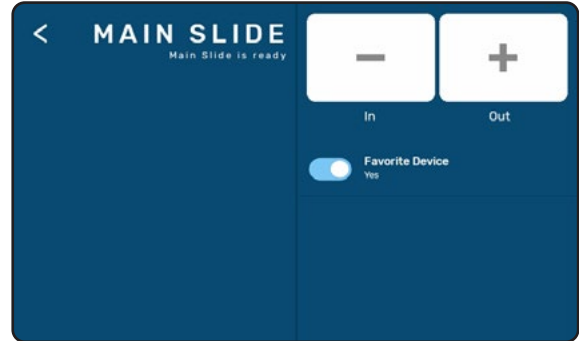 MAIN SLIDE
Main Slide is ready
In
Out
Favorite Device
Yes